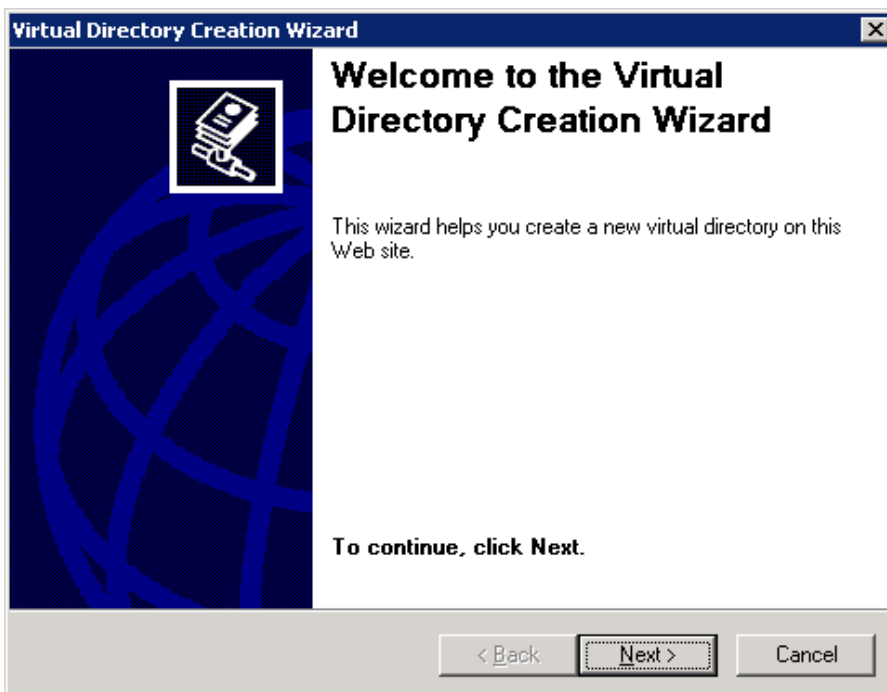 Virtual Directory Creation Wizard
Welcome to the Virtual
Directory Creation Wizard
This wizard helps you create a new virtual directory on this
Web site.
To continue, click Next.
< Back
Next >
Cancel